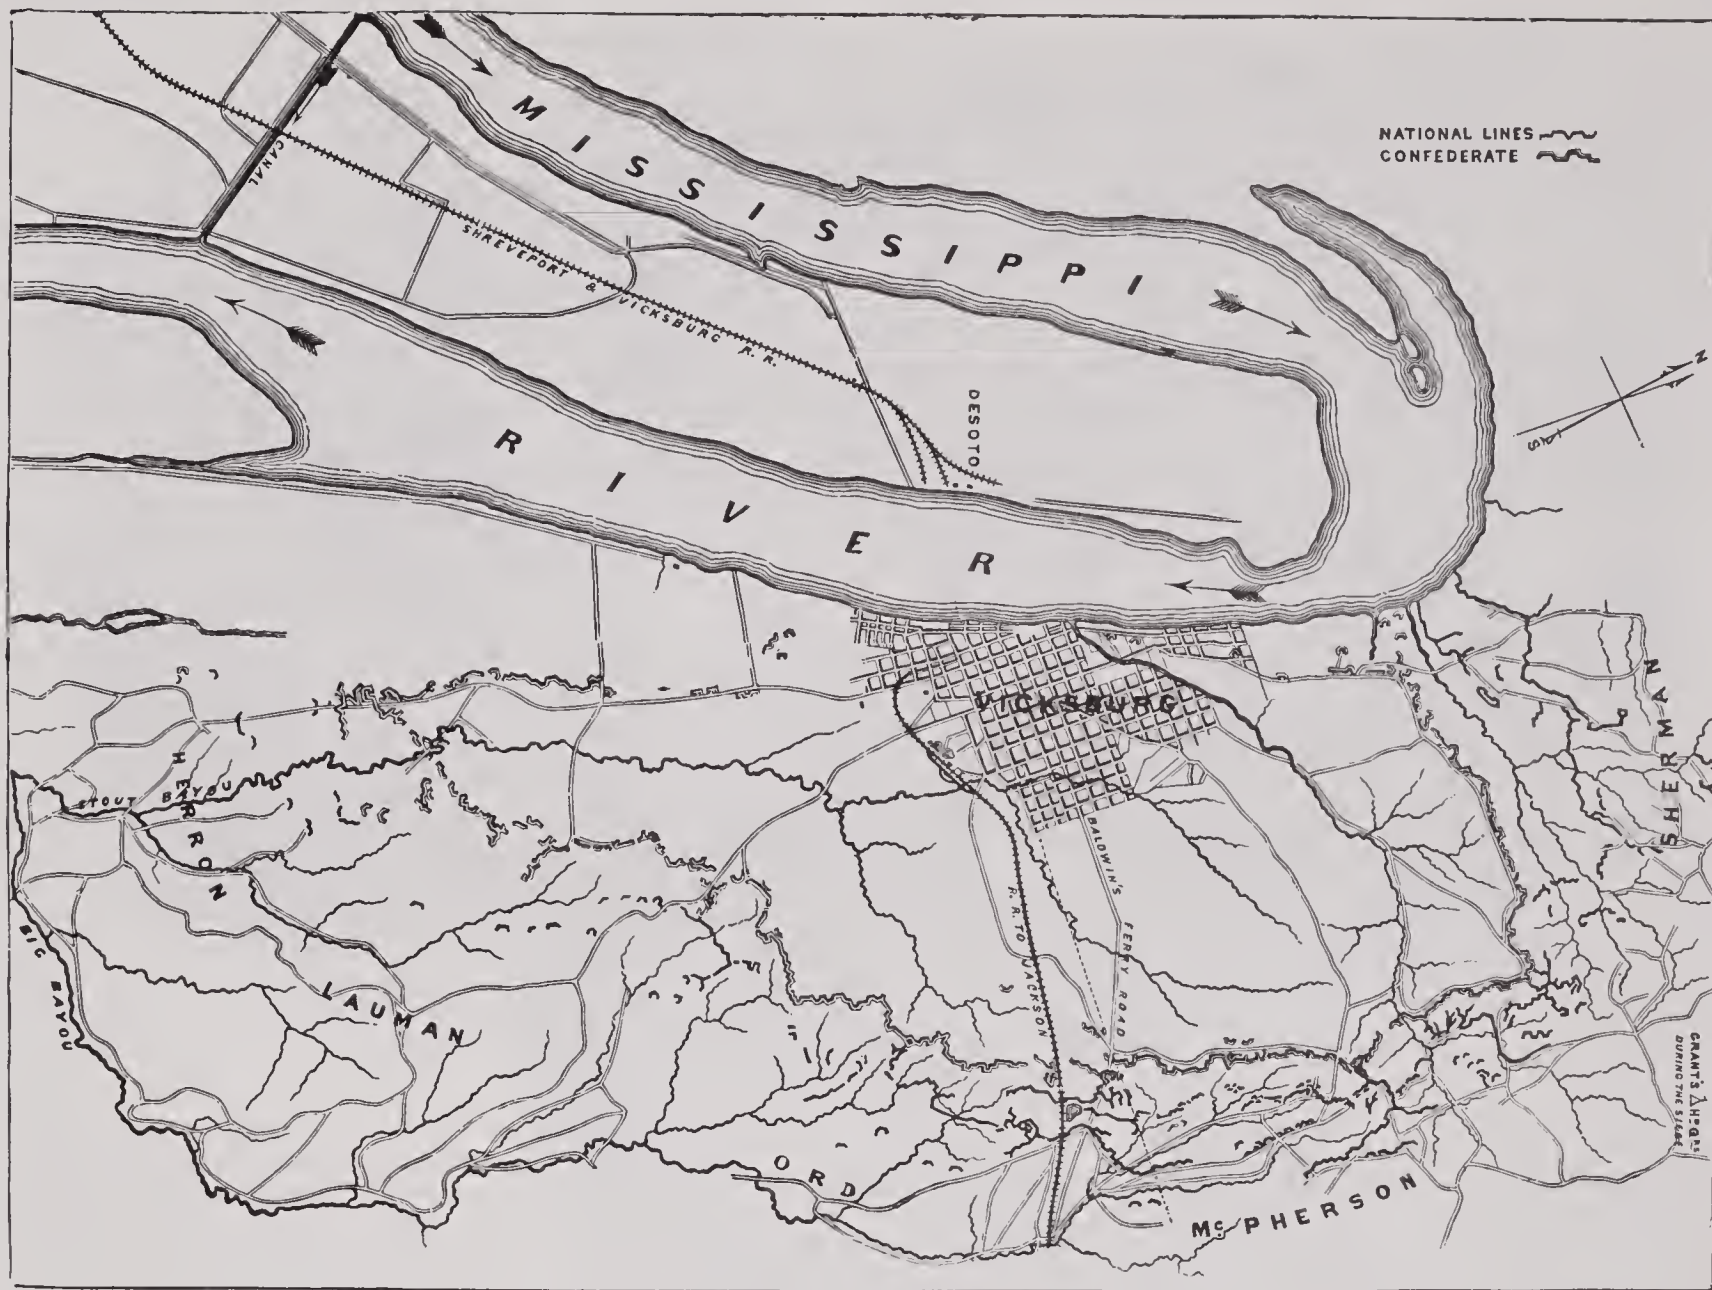 MISSISSIPPI
NATIONAL LINES
CONFEDERATE
CANAL
SHREVEPORT & VICKSBURG R. R.
DESOTO
N
S
RIVER
VICKSBURG
SHERMAN
HERRON
STOUT BAYOU
BALDWIN'S FERRY ROAD
R. R. TO JACKSON
BIG BAYOU
LAUMAN
GRANT'S HD QRS
DURING THE SIEGE
ORD
McPHERSON